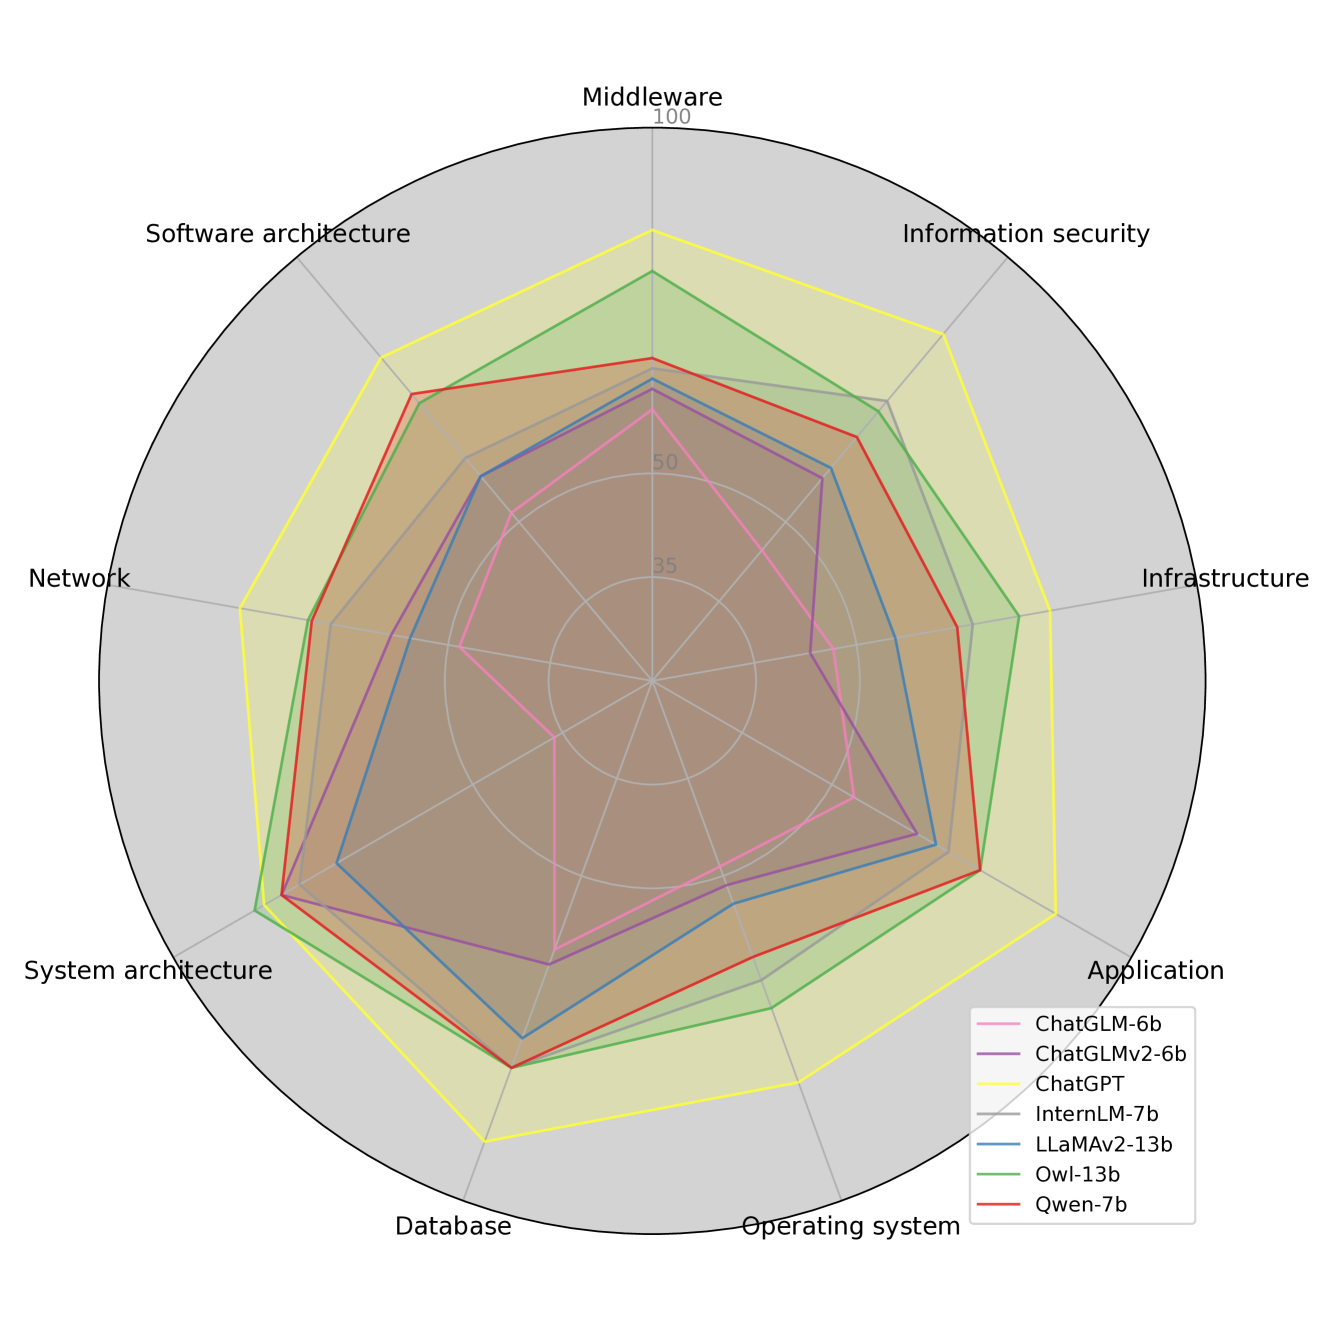 Middleware
100
Software architecture
Information security
50
35
Network
Infrastructure
System architecture
Application
Database
Operating system
ChatGLM-6b
ChatGLMv2-6b
ChatGPT
InternLM-7b
LLaMAv2-13b
Owl-13b
Qwen-7b